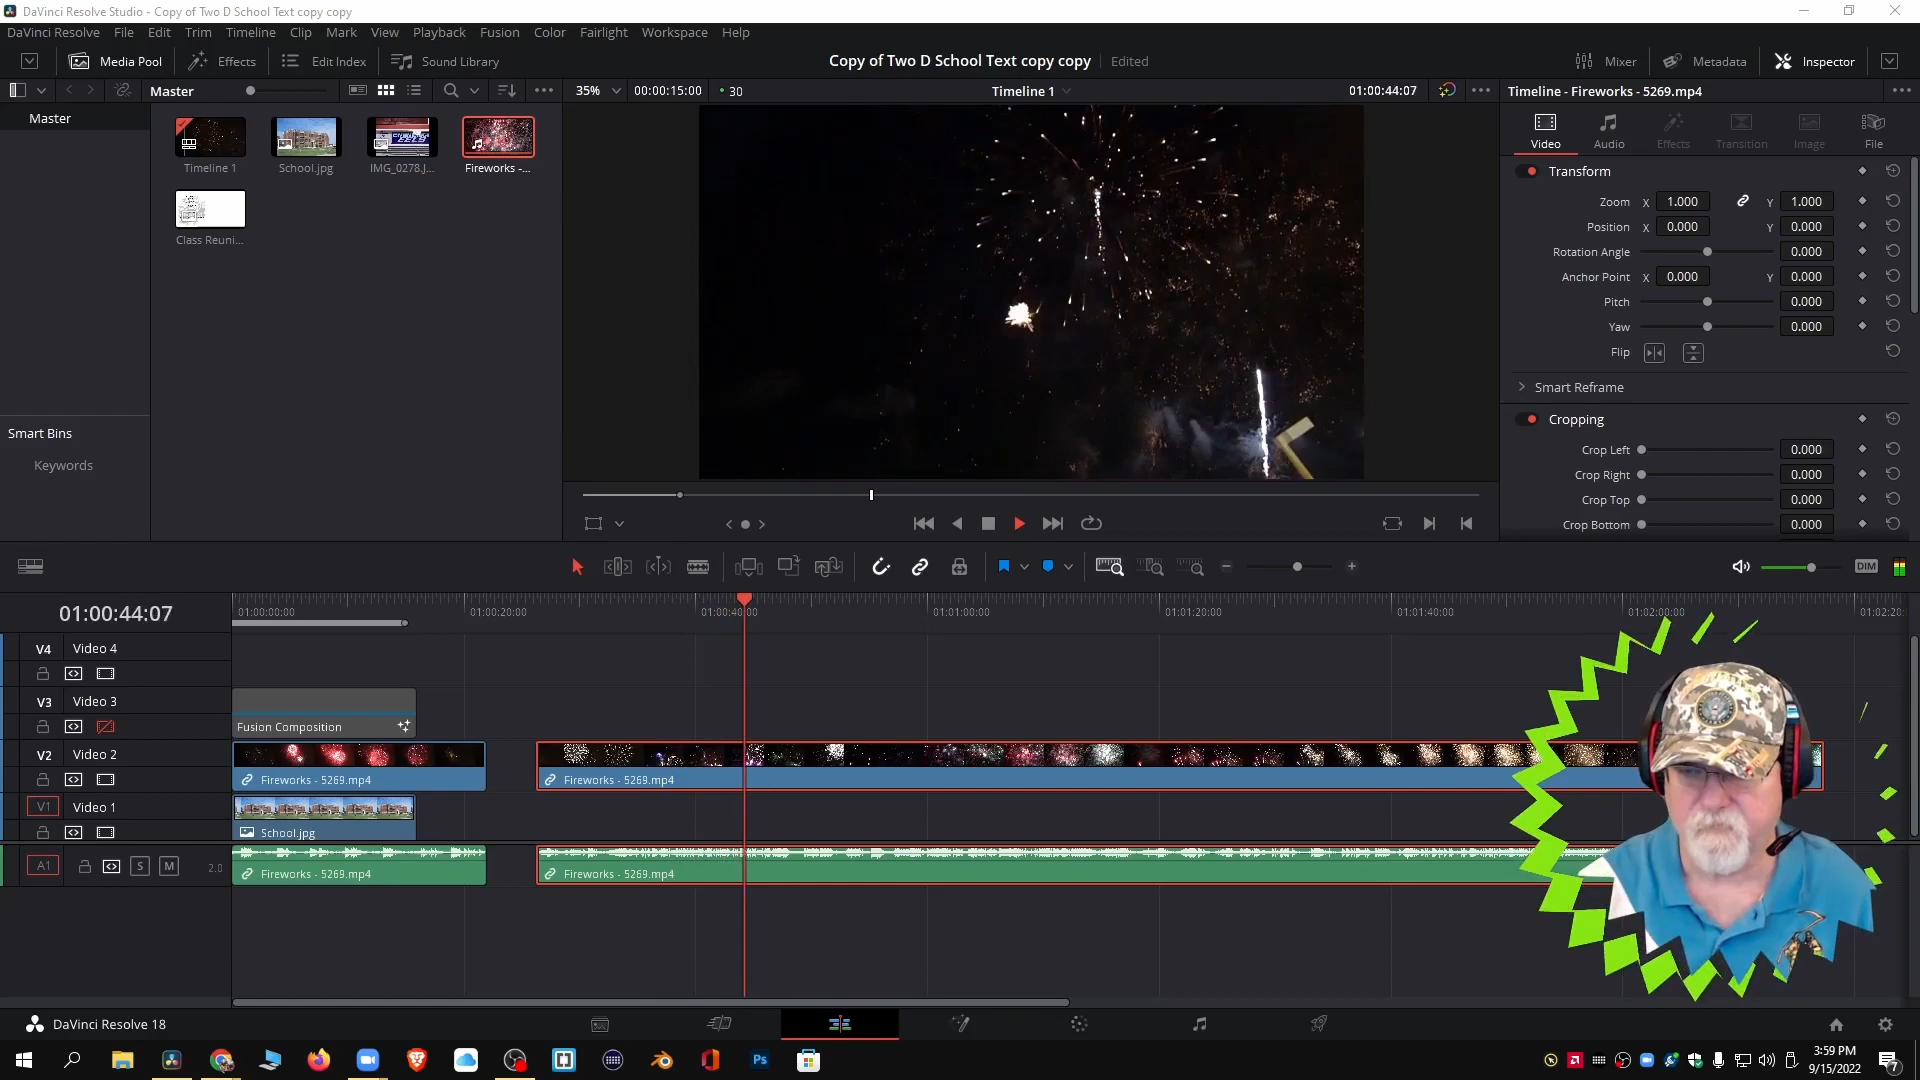 DaVinci Resolve Studio - Copy of Two D School Text copy copy
DaVinci Resolve File Edit Trim Timeline Clip Mark View Playback Fusion Color Fairlight Workspace Help
Media Pool Effects Edit Index Sound Library Copy of Two D School Text copy copy Edited Mixer Metadata Inspector
Master 35% 00:00:15:00 30 Timeline 1 01:00:44:07 Timeline - Fireworks - 5269.mp4
Master
Video Audio Effects Transition Image File
Timeline 1 School.jpg IMG_0278.J... Fireworks -...
Class Reuni...
Transform
Zoom X 1.000 Y 1.000
Position X 0.000 Y 0.000
Rotation Angle 0.000
Anchor Point X 0.000 Y 0.000
Pitch 0.000
Yaw 0.000
Flip
Smart Reframe
Cropping
Crop Left 0.000
Crop Right 0.000
Crop Top 0.000
Crop Bottom 0.000
Smart Bins
Keywords
DIM
01:00:44:07 01:00:00:00 01:00:20:00 01:00:40:00 01:01:00:00 01:01:20:00 01:01:40:00 01:02:00:00 01:02:20:
V4 Video 4
V3 Video 3
Fusion Composition
V2 Video 2
Fireworks - 5269.mp4 Fireworks - 5269.mp4
V1 Video 1
School.jpg
A1 S M 2.0
Fireworks - 5269.mp4 Fireworks - 5269.mp4
DaVinci Resolve 18
Ps
3:59 PM
9/15/2022
7